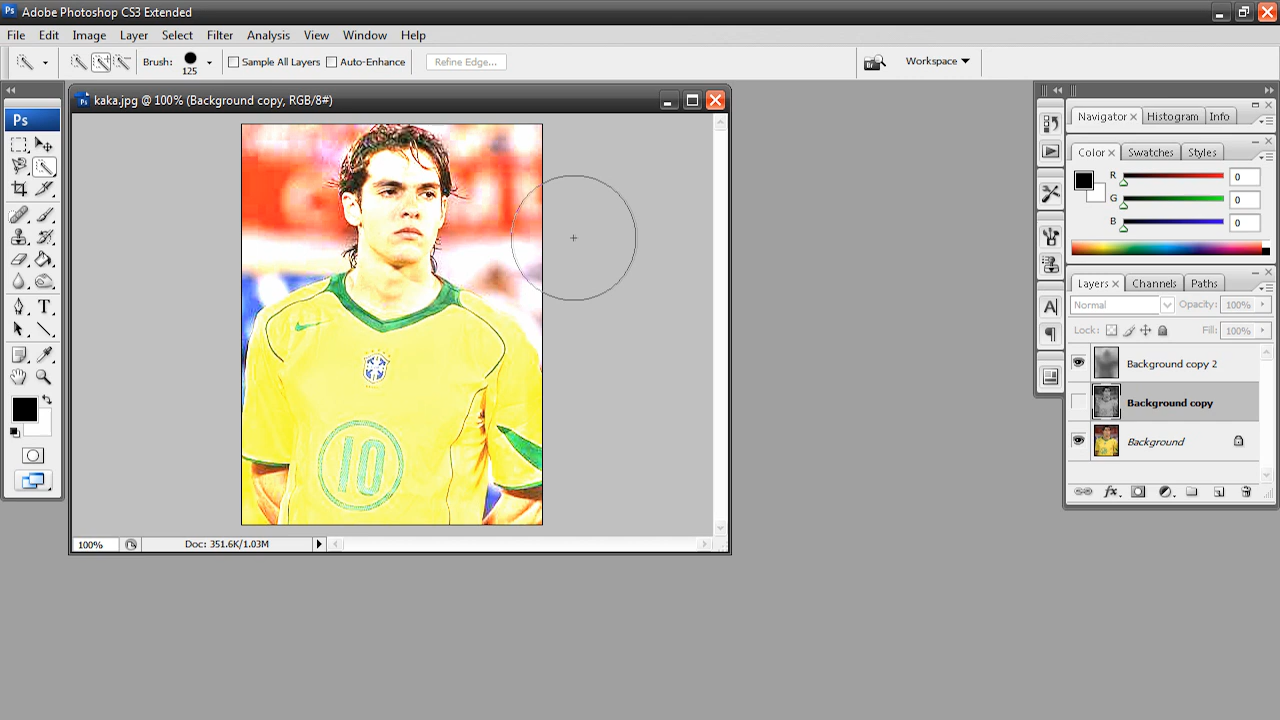 Ps Adobe Photoshop CS3 Extended
File Edit Image Layer Select Filter Analysis View Window Help
Brush: 125 Sample All Layers Auto-Enhance Refine Edge... Workspace
kaka.jpg @ 100% (Background copy, RGB/8#)
Ps
T
10
100% Doc: 351.6K/1.03M
A
Navigator × Histogram Info
Color × Swatches Styles
R 0
G 0
B 0
Layers × Channels Paths
Normal Opacity: 100%
Lock: Fill: 100%
Background copy 2
Background copy
Background
fx